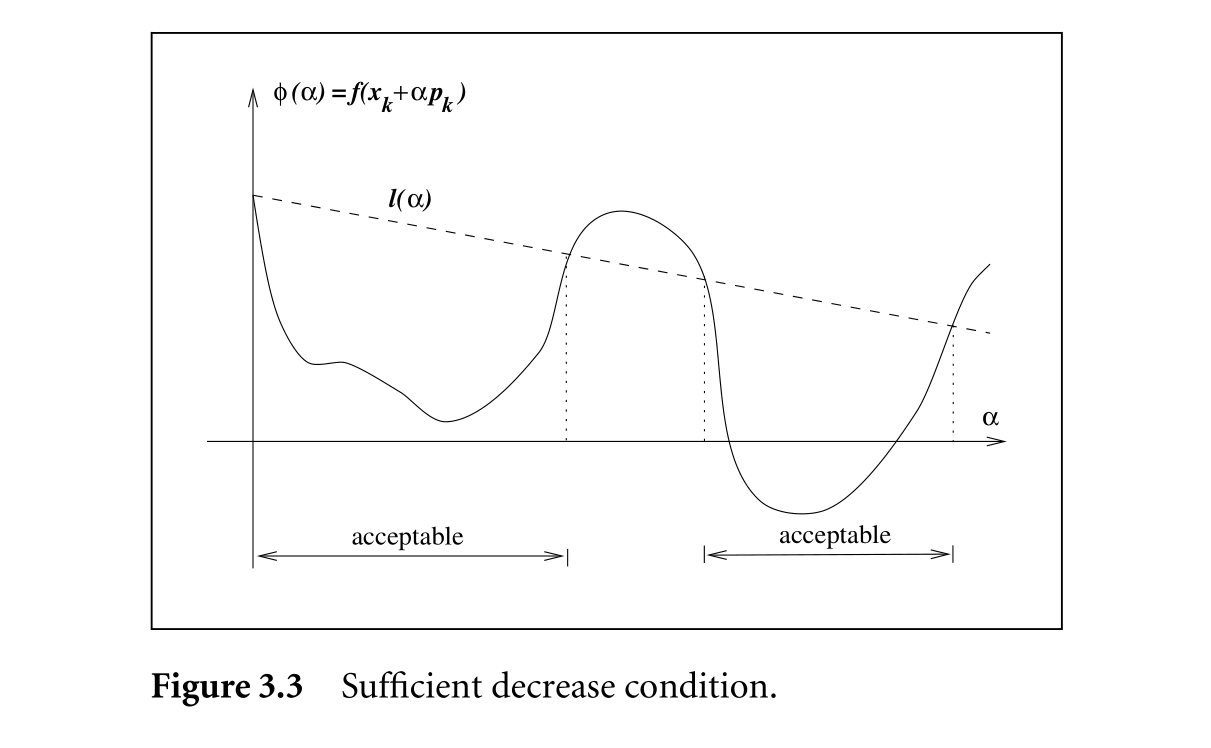 ϕ(α) = f(x_k+αp_k)
l(α)
α
acceptable
acceptable
Figure 3.3 Sufficient decrease condition.